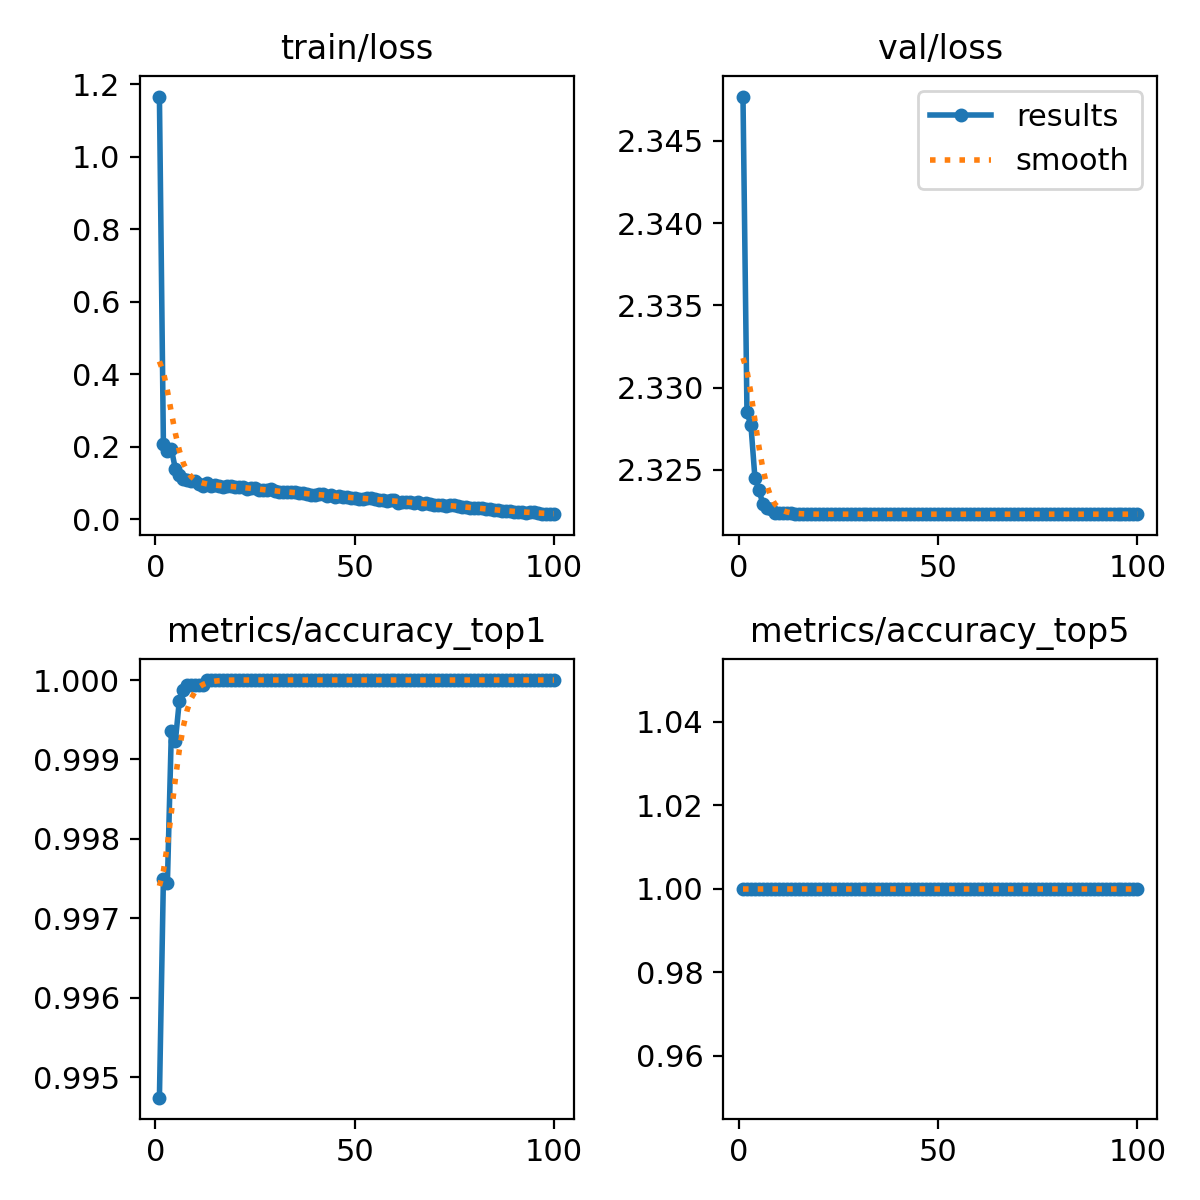 train/loss
1.2
1.0
0.8
0.6
0.4
0.2
0.0
0 50 100
val/loss
results
smooth
2.345
2.340
2.335
2.330
2.325
0 50 100
metrics/accuracy_top1
1.000
0.999
0.998
0.997
0.996
0.995
0 50 100
metrics/accuracy_top5
1.04
1.02
1.00
0.98
0.96
0 50 100